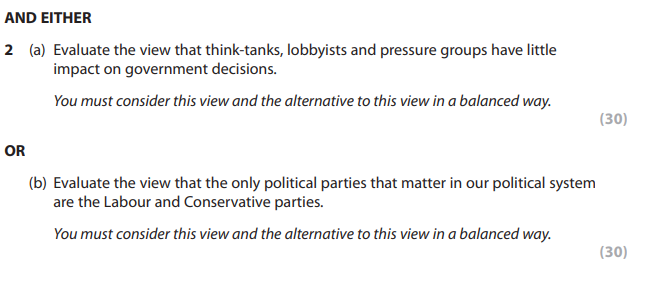 AND EITHER
2 (a) Evaluate the view that think-tanks, lobbyists and pressure groups have little
impact on government decisions.
You must consider this view and the alternative to this view in a balanced way.
(30)
OR
(b) Evaluate the view that the only political parties that matter in our political system
are the Labour and Conservative parties.
You must consider this view and the alternative to this view in a balanced way.
(30)